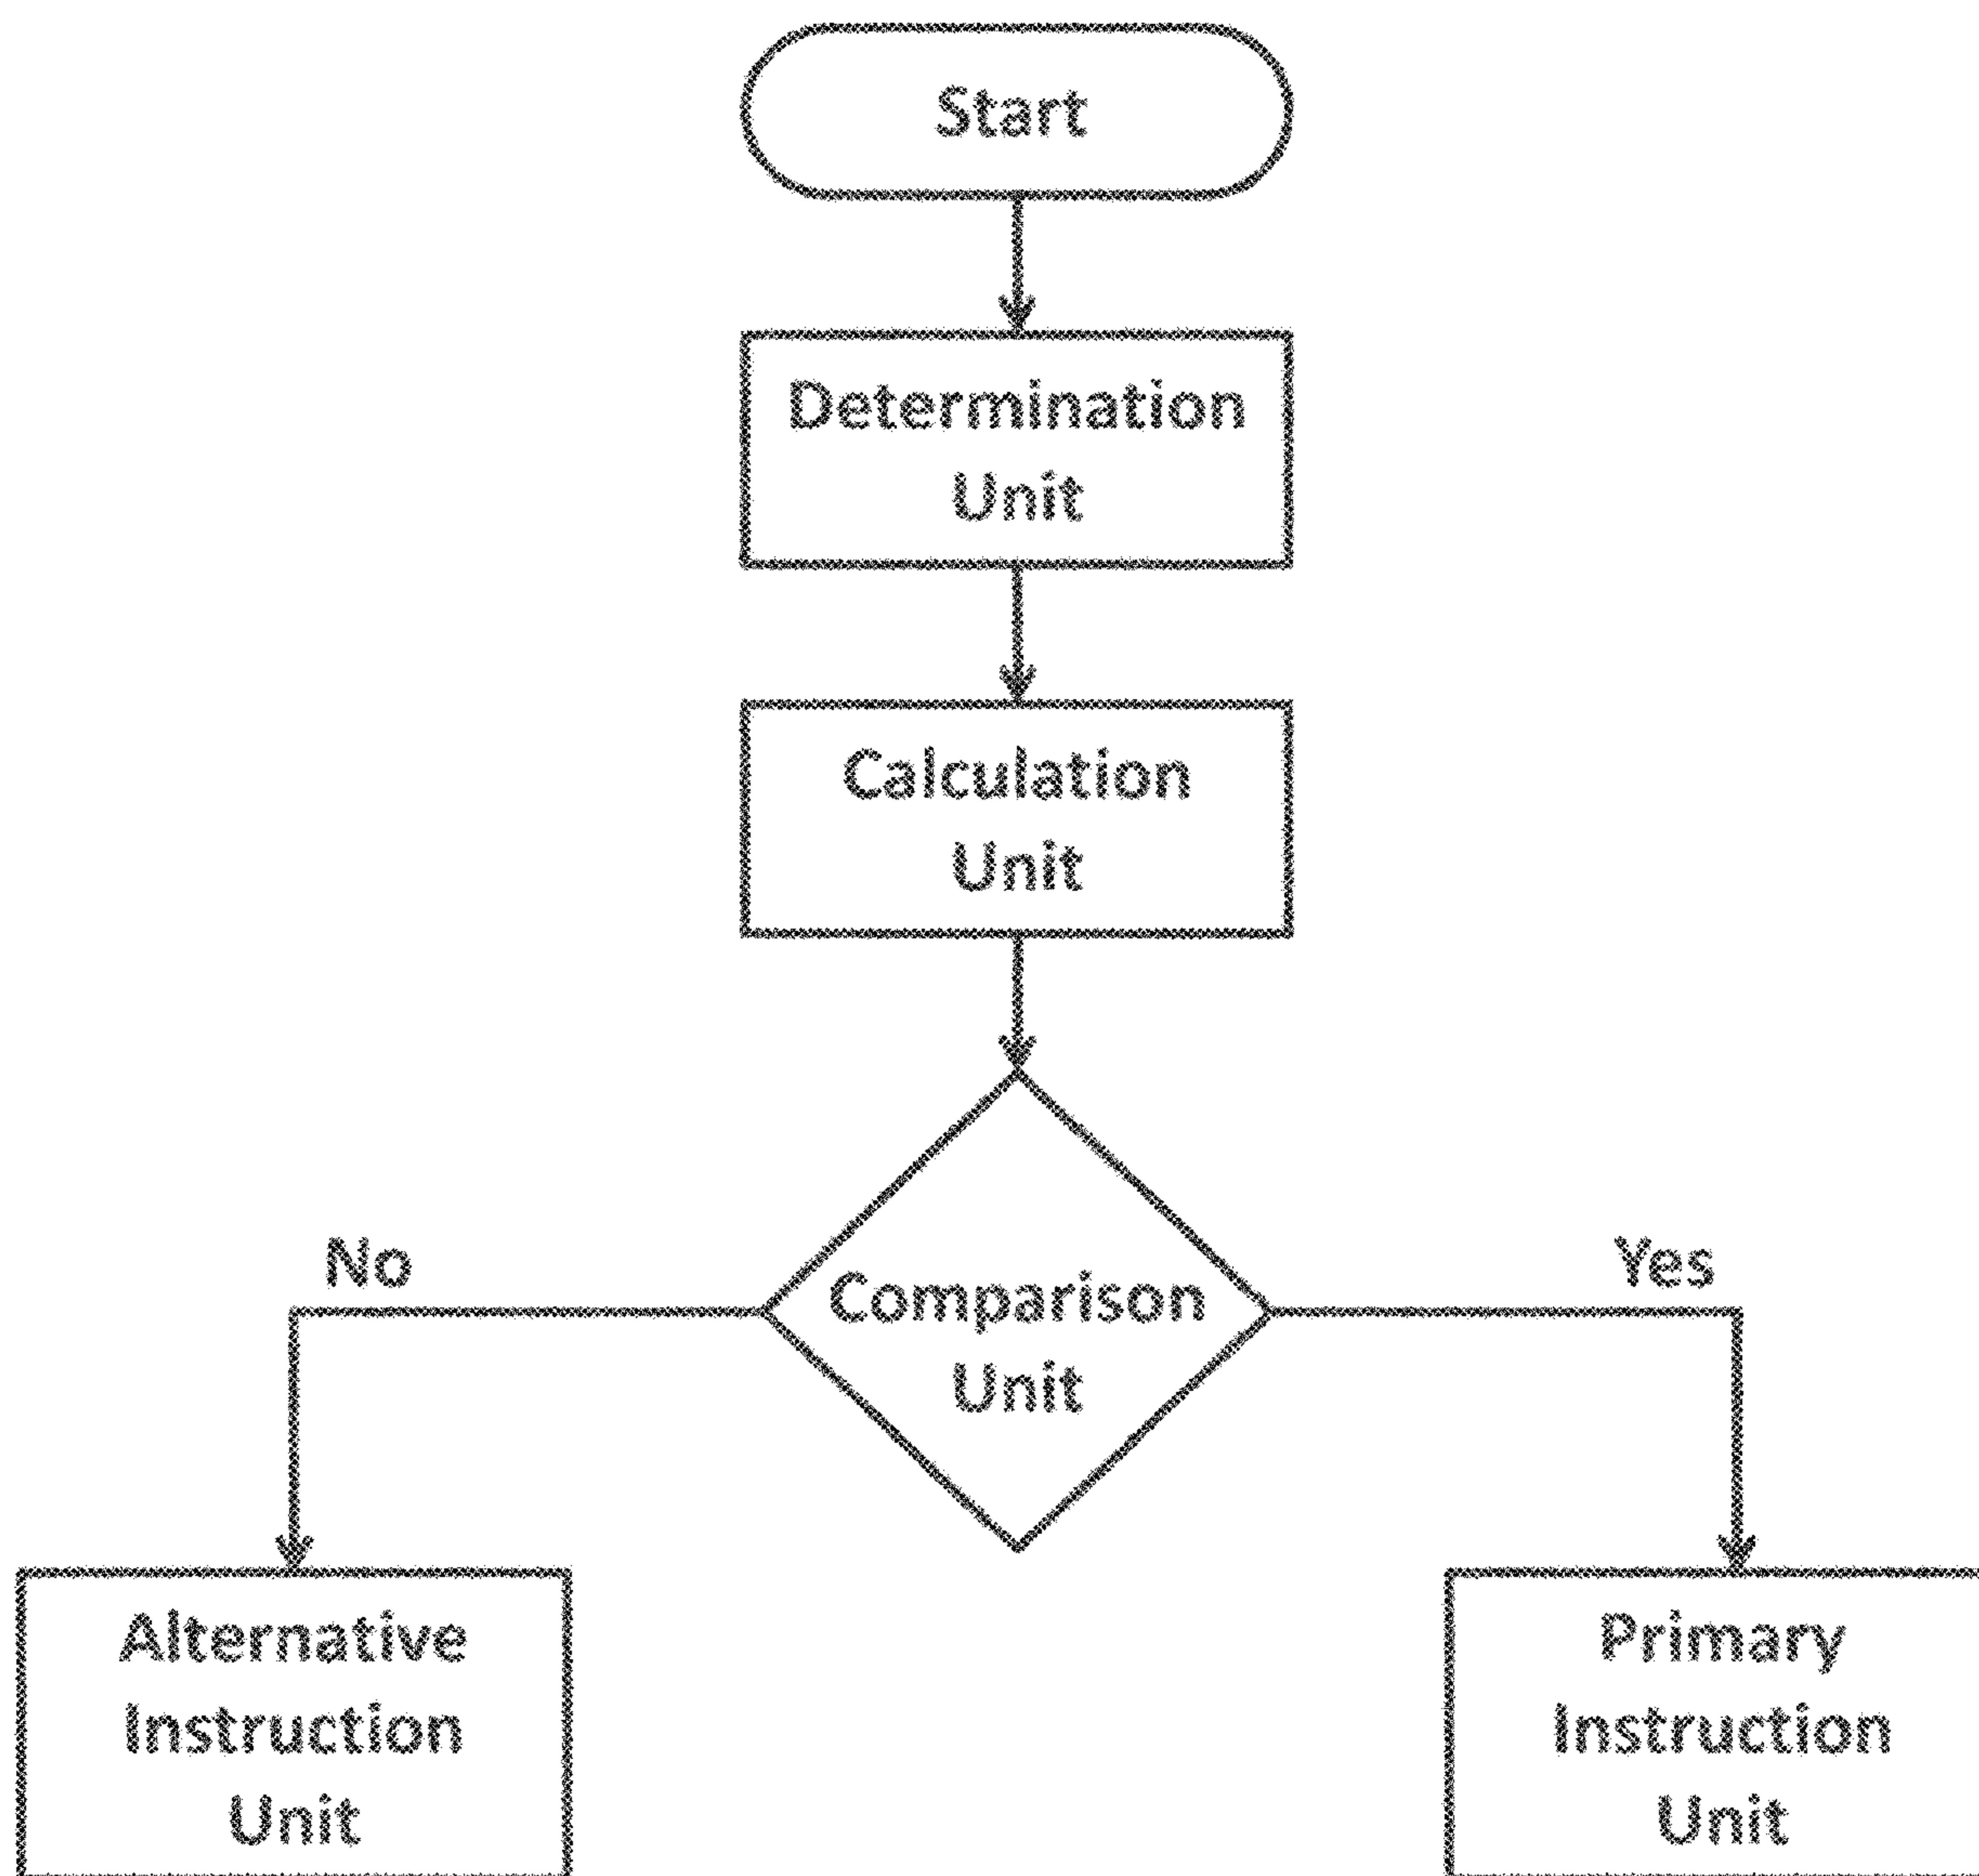 Start
Determination
Unit
Calculation
Unit
No
Yes
Comparison
Unit
Alternative
Instruction
Unit
Primary
Instruction
Unit